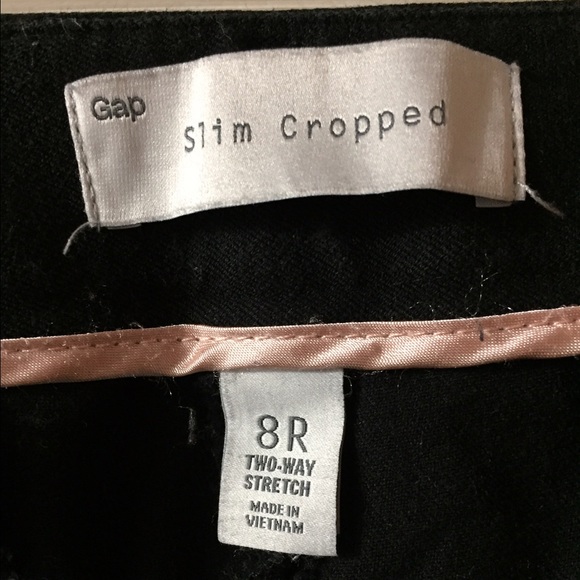 Gap
Slim Cropped
8R
TWO-WAY
STRETCH
MADE IN
VIETNAM